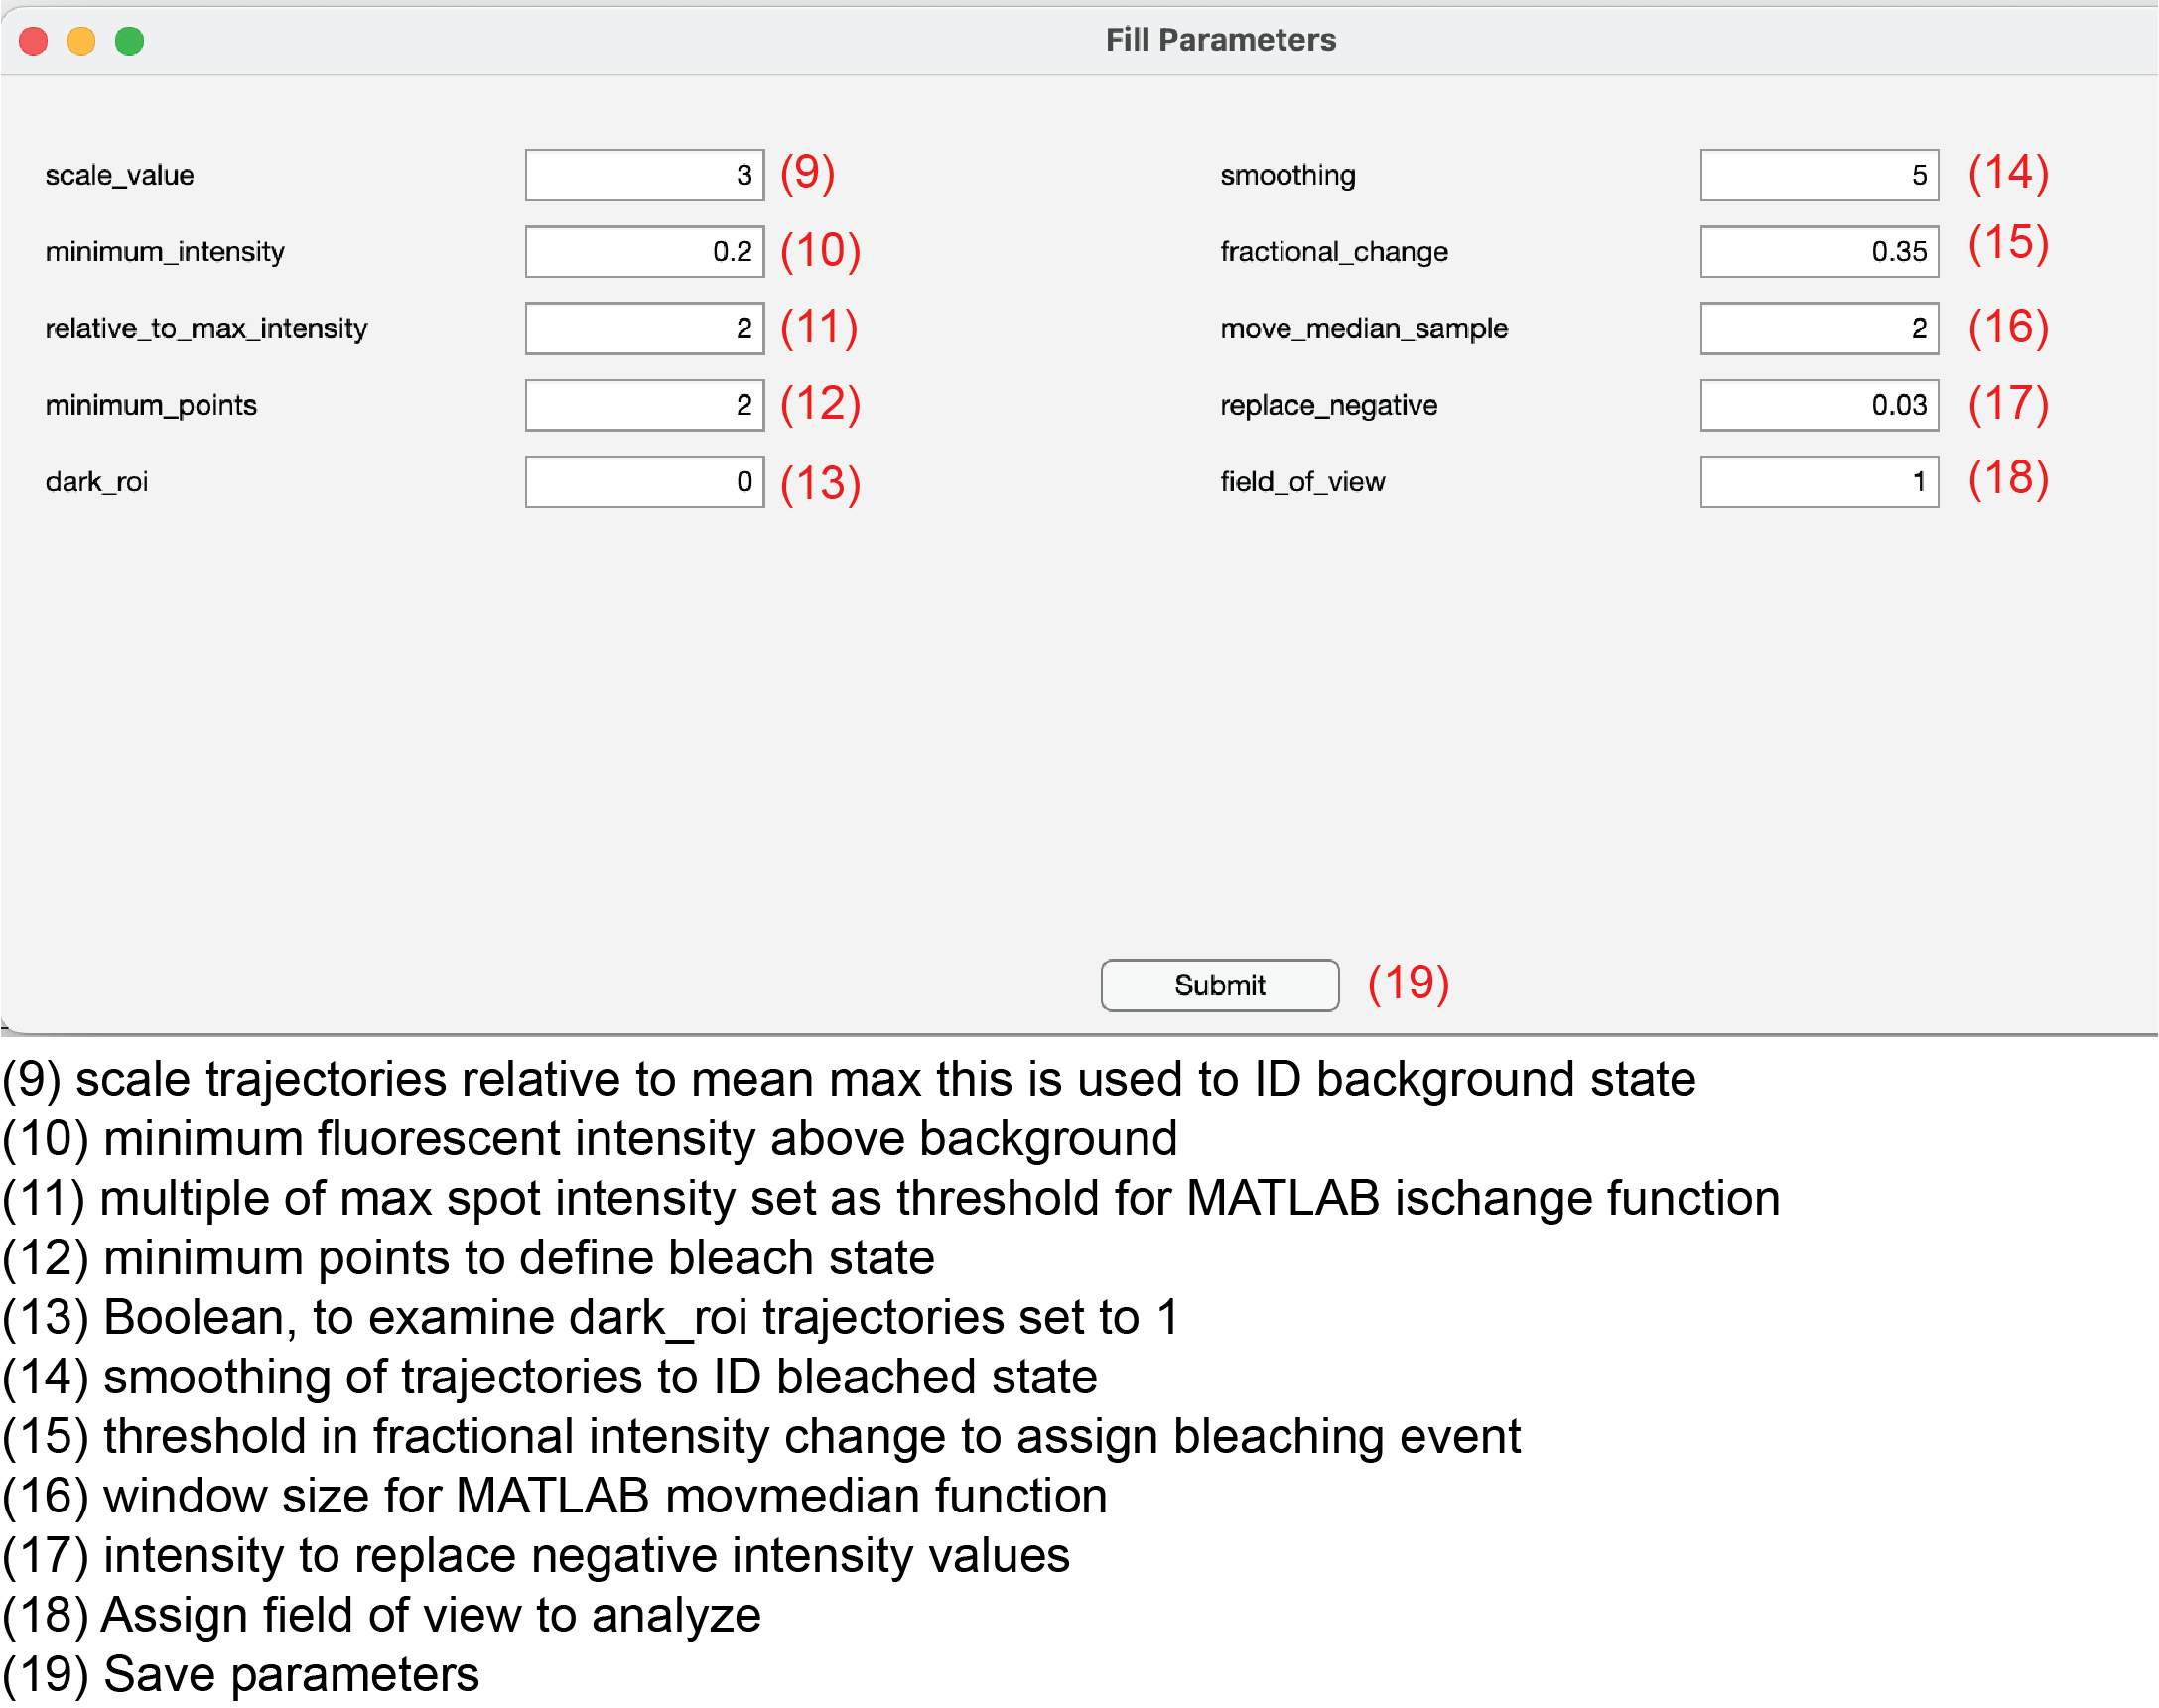 Fill Parameters
scale_value 3 (9) smoothing 5 (14)
minimum_intensity 0.2 (10) fractional_change 0.35 (15)
relative_to_max_intensity 2 (11) move_median_sample 2 (16)
minimum_points 2 (12) replace_negative 0.03 (17)
dark_roi 0 (13) field_of_view 1 (18)
Submit (19)
(9) scale trajectories relative to mean max this is used to ID background state
(10) minimum fluorescent intensity above background
(11) multiple of max spot intensity set as threshold for MATLAB ischange function
(12) minimum points to define bleach state
(13) Boolean, to examine dark_roi trajectories set to 1
(14) smoothing of trajectories to ID bleached state
(15) threshold in fractional intensity change to assign bleaching event
(16) window size for MATLAB movmedian function
(17) intensity to replace negative intensity values
(18) Assign field of view to analyze
(19) Save parameters